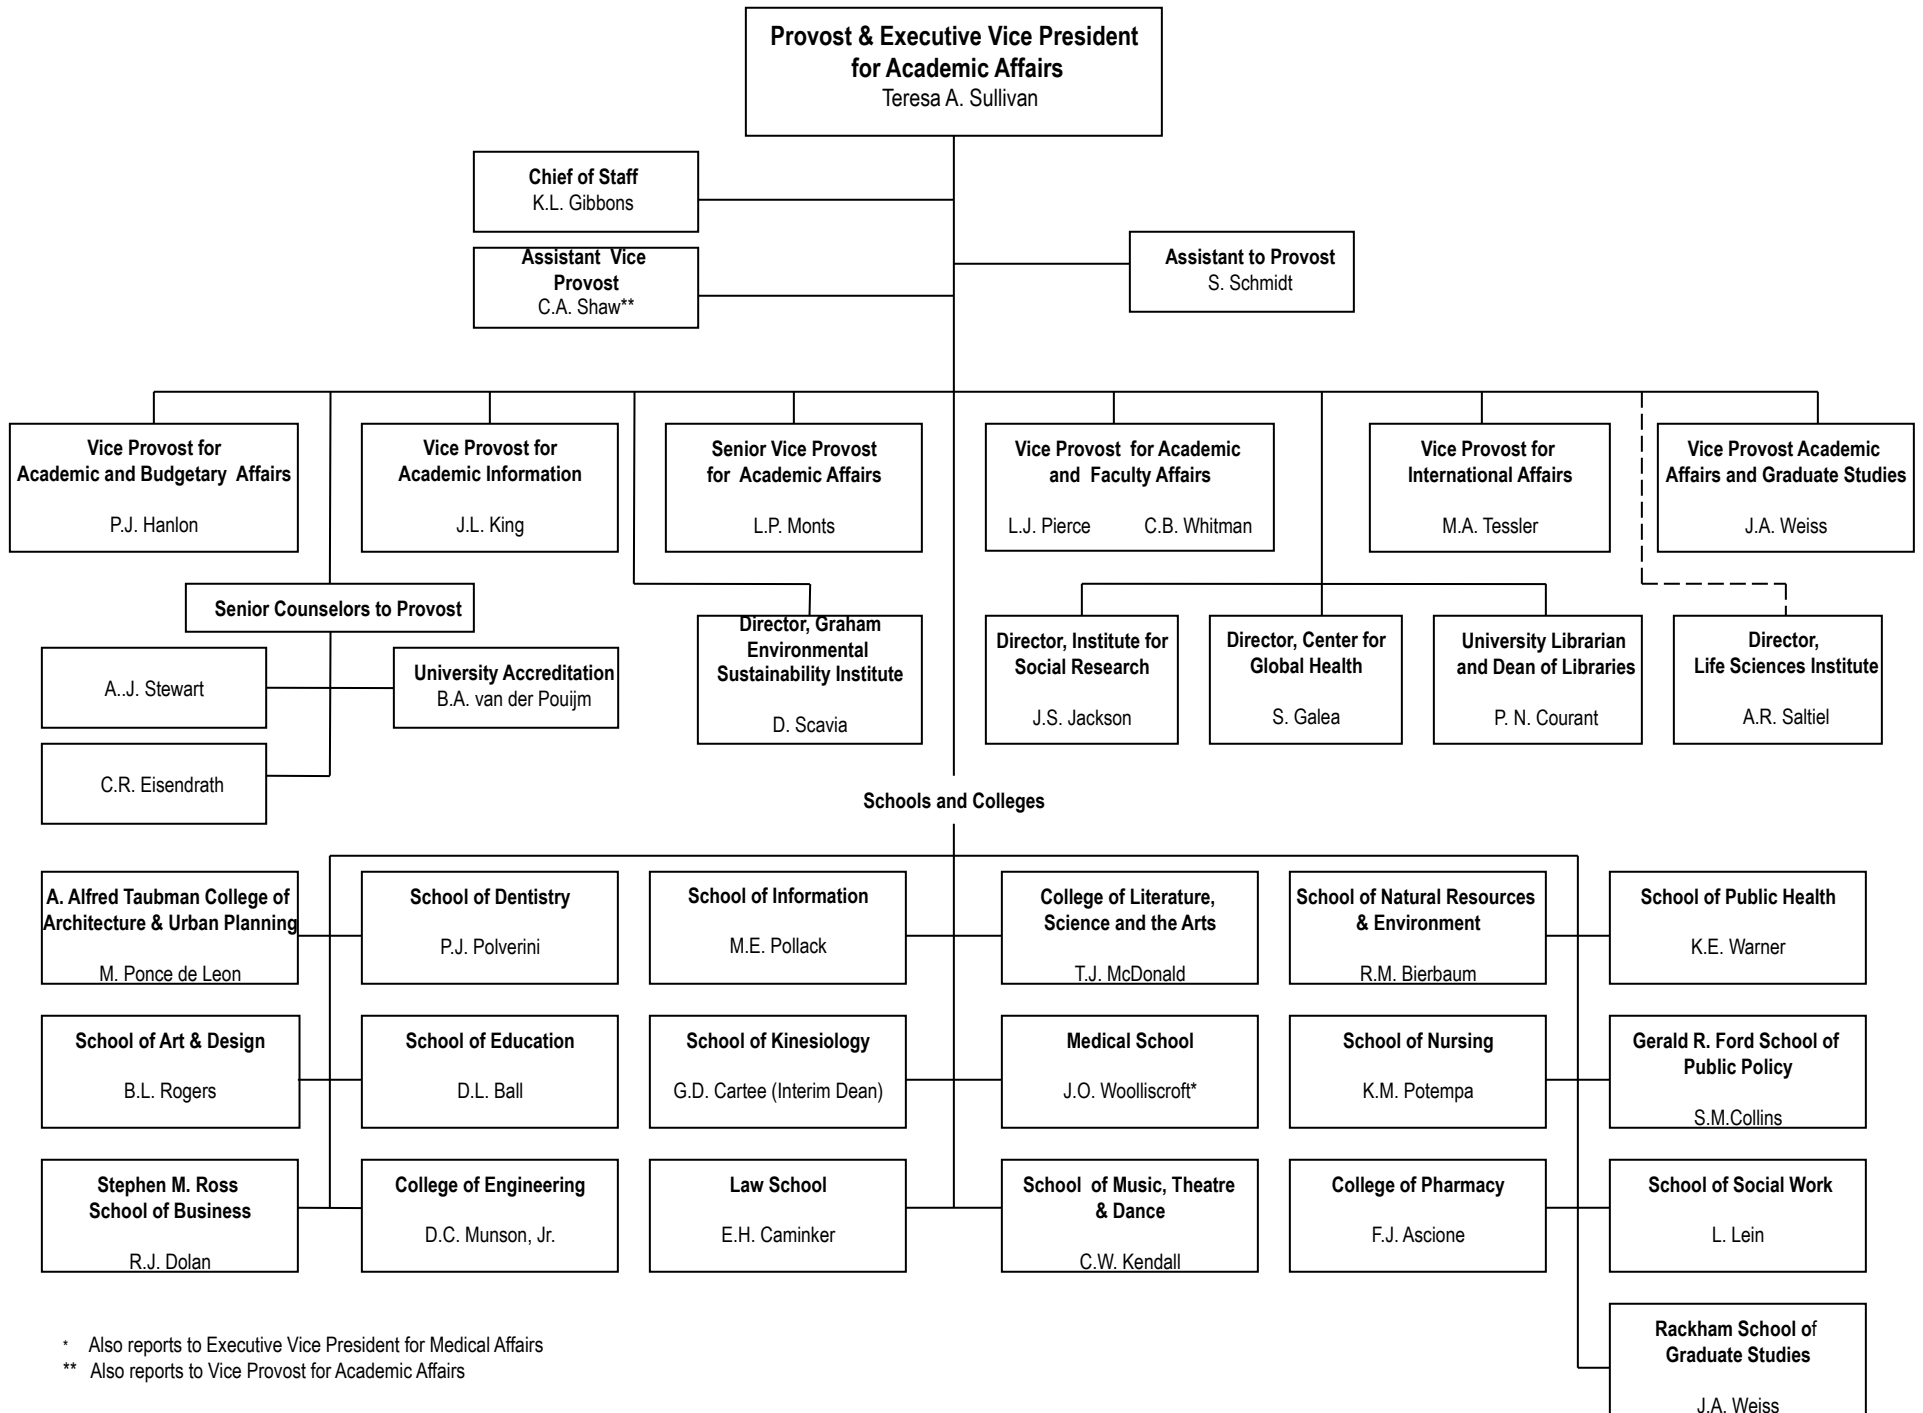 Provost & Executive Vice President
for Academic Affairs
Teresa A. Sullivan
Chief of Staff
K.L. Gibbons
Assistant Vice
Provost
C.A. Shaw**
Assistant to Provost
S. Schmidt
Vice Provost for
Academic and Budgetary Affairs
P.J. Hanlon
Vice Provost for
Academic Information
J.L. King
Senior Vice Provost
for Academic Affairs
L.P. Monts
Vice Provost for Academic
and Faculty Affairs
L.J. Pierce C.B. Whitman
Vice Provost for
International Affairs
M.A. Tessler
Vice Provost Academic
Affairs and Graduate Studies
J.A. Weiss
Senior Counselors to Provost
A..J. Stewart
University Accreditation
B.A. van der Pouijm
C.R. Eisendrath
Director, Graham
Environmental
Sustainability Institute
D. Scavia
Director, Institute for
Social Research
J.S. Jackson
Director, Center for
Global Health
S. Galea
University Librarian
and Dean of Libraries
P. N. Courant
Director,
Life Sciences Institute
A.R. Saltiel
Schools and Colleges
A. Alfred Taubman College of
Architecture & Urban Planning
M. Ponce de Leon
School of Dentistry
P.J. Polverini
School of Information
M.E. Pollack
College of Literature,
Science and the Arts
T.J. McDonald
School of Natural Resources
& Environment
R.M. Bierbaum
School of Public Health
K.E. Warner
School of Art & Design
B.L. Rogers
School of Education
D.L. Ball
School of Kinesiology
G.D. Cartee (Interim Dean)
Medical School
J.O. Woolliscroft*
School of Nursing
K.M. Potempa
Gerald R. Ford School of
Public Policy
S.M.Collins
Stephen M. Ross
School of Business
R.J. Dolan
College of Engineering
D.C. Munson, Jr.
Law School
E.H. Caminker
School of Music, Theatre
& Dance
C.W. Kendall
College of Pharmacy
F.J. Ascione
School of Social Work
L. Lein
Rackham School of
Graduate Studies
J.A. Weiss
* Also reports to Executive Vice President for Medical Affairs
** Also reports to Vice Provost for Academic Affairs